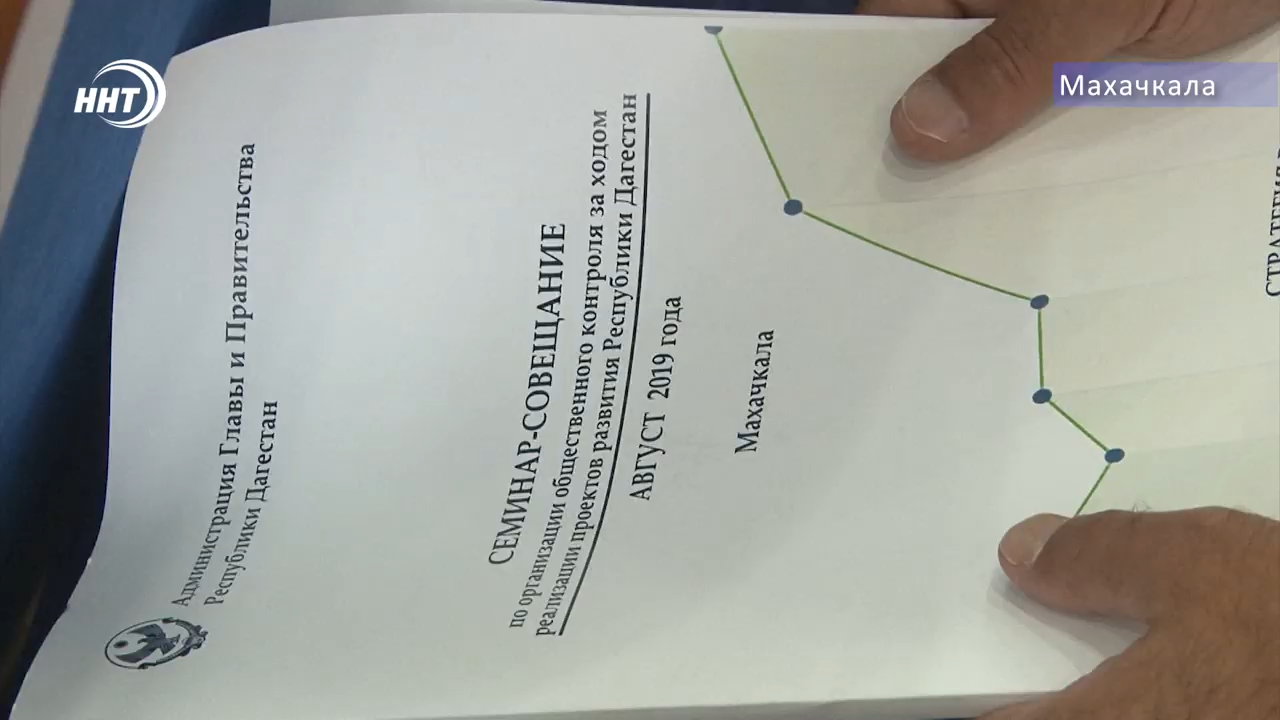 ННТ
Махачкала
Администрация Главы и Правительства
Республики Дагестан
СЕМИНАР-СОВЕЩАНИЕ
по организации общественного контроля за ходом
реализации проектов развития Республики Дагестан
АВГУСТ 2019 года
Махачкала